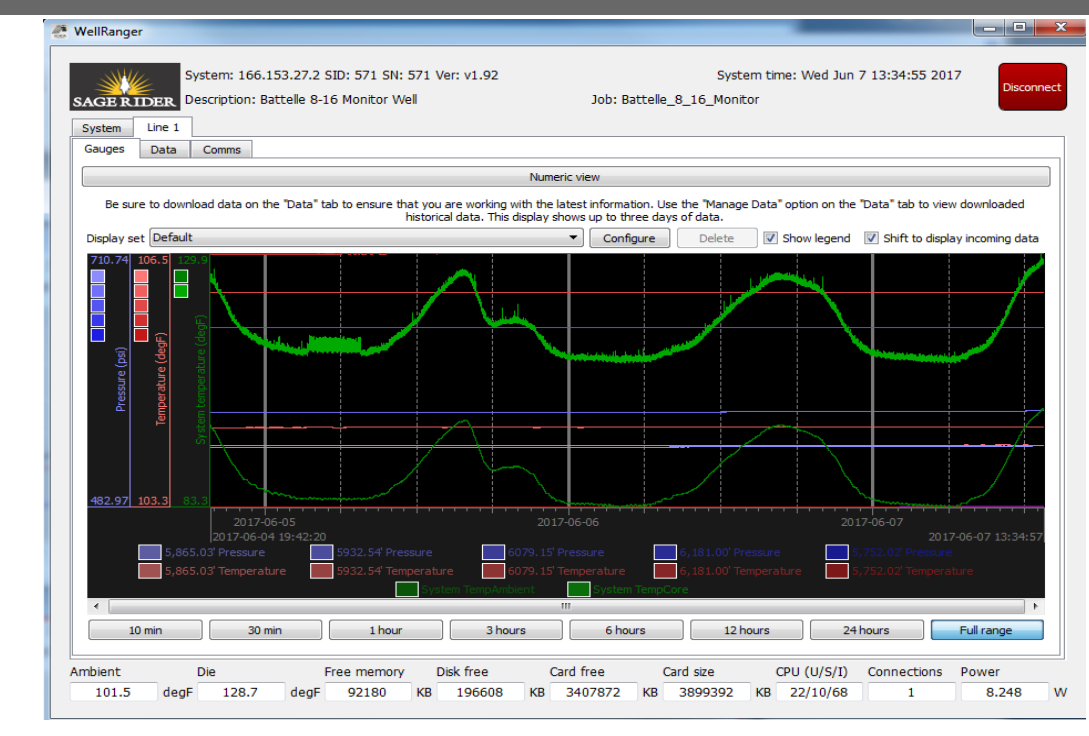 WellRanger
SAGE RIDER
System: 166.153.27.2 SID: 571 SN: 571 Ver: v1.92
System time: Wed Jun 7 13:34:55 2017
Description: Battelle 8-16 Monitor Well
Job: Battelle_8_16_Monitor
Disconnect
System Line 1
Gauges Data Comms
Numeric view
Be sure to download data on the "Data" tab to ensure that you are working with the latest information. Use the "Manage Data" option on the "Data" tab to view downloaded
historical data. This display shows up to three days of data.
Display set Default Configure Delete Show legend Shift to display incoming data
710.74 106.5 129.9
Pressure (psi)
Temperature (degF)
System temperature (degF)
482.97 103.3 83.3
2017-06-05 2017-06-06 2017-06-07
2017-06-04 19:42:20 2017-06-07 13:34:57
5,865.03' Pressure 5932.54' Pressure 6079.15' Pressure 6,181.00' Pressure 5,752.02' Pressure
5,865.03' Temperature 5932.54' Temperature 6079.15' Temperature 6,181.00' Temperature 5,752.02' Temperature
System TempAmbient System TempCore
10 min 30 min 1 hour 3 hours 6 hours 12 hours 24 hours Full range
Ambient Die Free memory Disk free Card free Card size CPU (U/S/I) Connections Power
101.5 degF 128.7 degF 92180 KB 196608 KB 3407872 KB 3899392 KB 22/10/68 1 8.248 W